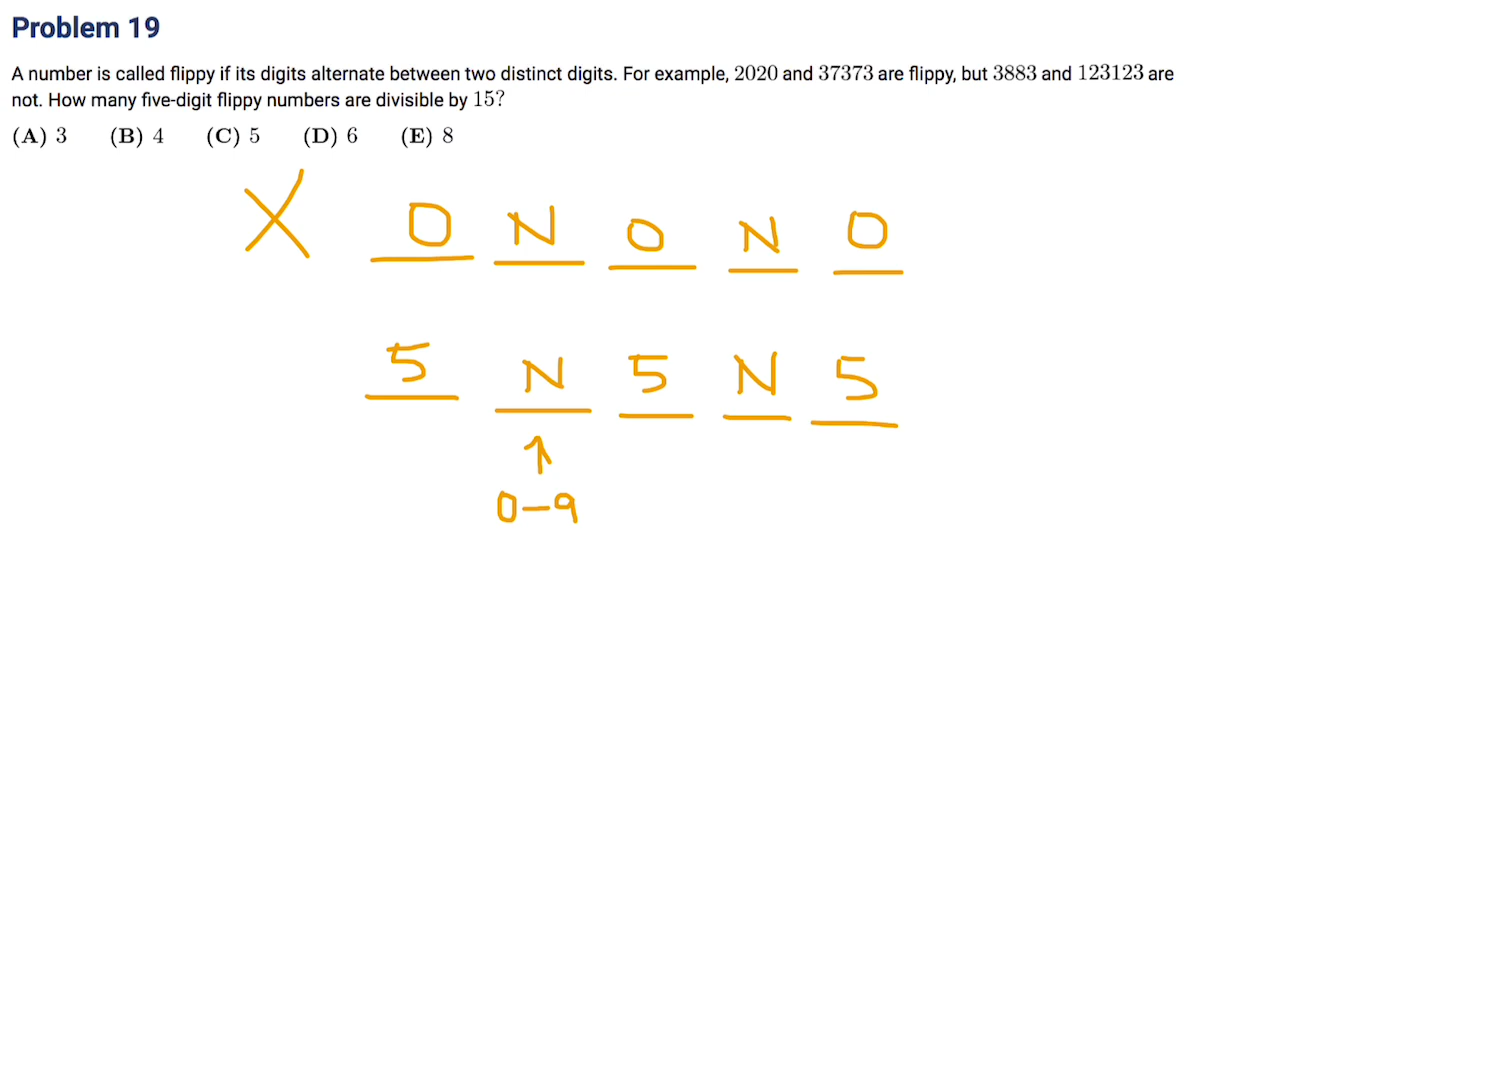 Problem 19
A number is called flippy if its digits alternate between two distinct digits. For example, 2020 and 37373 are flippy, but 3883 and 123123 are
not. How many five-digit flippy numbers are divisible by 15?
(A) 3 (B) 4 (C) 5 (D) 6 (E) 8
X 0 N 0 N 0
5 N 5 N 5
↑
0-9